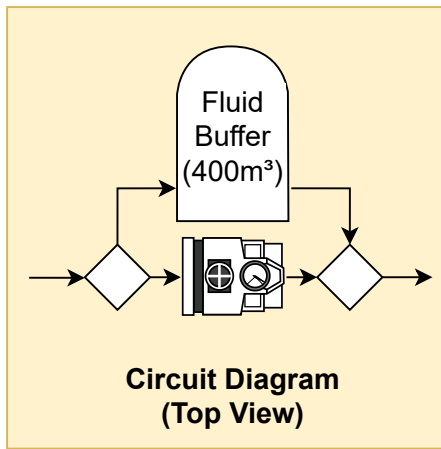 Fluid
Buffer
(400m³)
Circuit Diagram
(Top View)